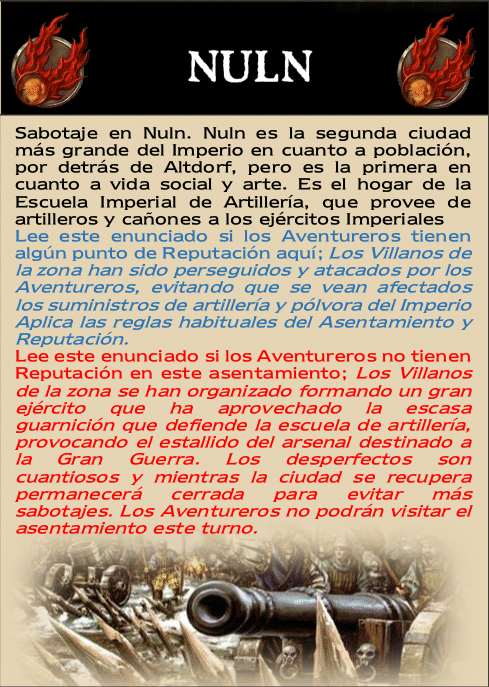 NULN
Sabotaje en Nuln. Nuln es la segunda ciudad
más grande del Imperio en cuanto a población,
por detrás de Altdorf, pero es la primera en
cuanto a vida social y arte. Es el hogar de la
Escuela Imperial de Artillería, que provee de
artilleros y cañones a los ejércitos Imperiales
Lee este enunciado si los Aventureros tienen
algún punto de Reputación aquí; Los Villanos de
la zona han sido perseguidos y atacados por los
Aventureros, evitando que se vean afectados
los suministros de artillería y pólvora del Imperio
Aplica las reglas habituales del Asentamiento y
Reputación.
Lee este enunciado si los Aventureros no tienen
Reputación en este asentamiento; Los Villanos
de la zona se han organizado formando un gran
ejército que ha aprovechado la escasa
guarnición que defiende la escuela de artillería,
provocando el estallido del arsenal destinado a
la Gran Guerra. Los desperfectos son
cuantiosos y mientras la ciudad se recupera
permanecerá cerrada para evitar más
sabotajes. Los Aventureros no podrán visitar el
asentamiento este turno.